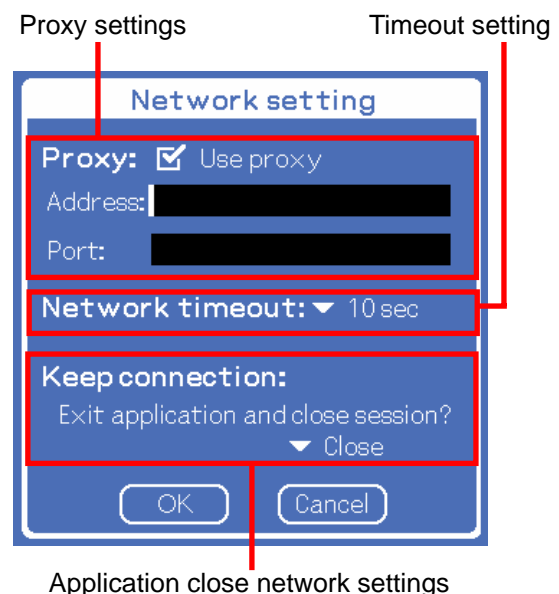 Proxy settings
Timeout setting
Network setting
Proxy: Use proxy
Address:
Port:
Network timeout: 10 sec
Keep connection:
Exit application and close session?
Close
OK
Cancel
Application close network settings